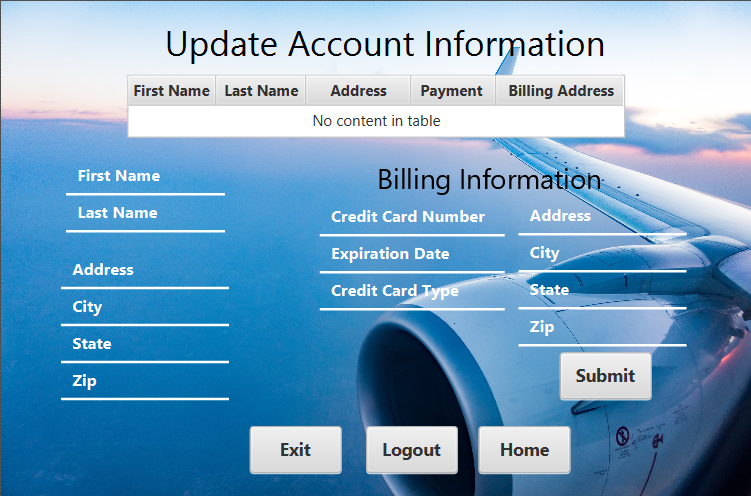 Update Account Information
First Name Last Name Address Payment Billing Address
No content in table
First Name
Last Name
Address
City
State
Zip
Billing Information
Credit Card Number
Expiration Date
Credit Card Type
Address
City
State
Zip
Submit
Exit Logout Home